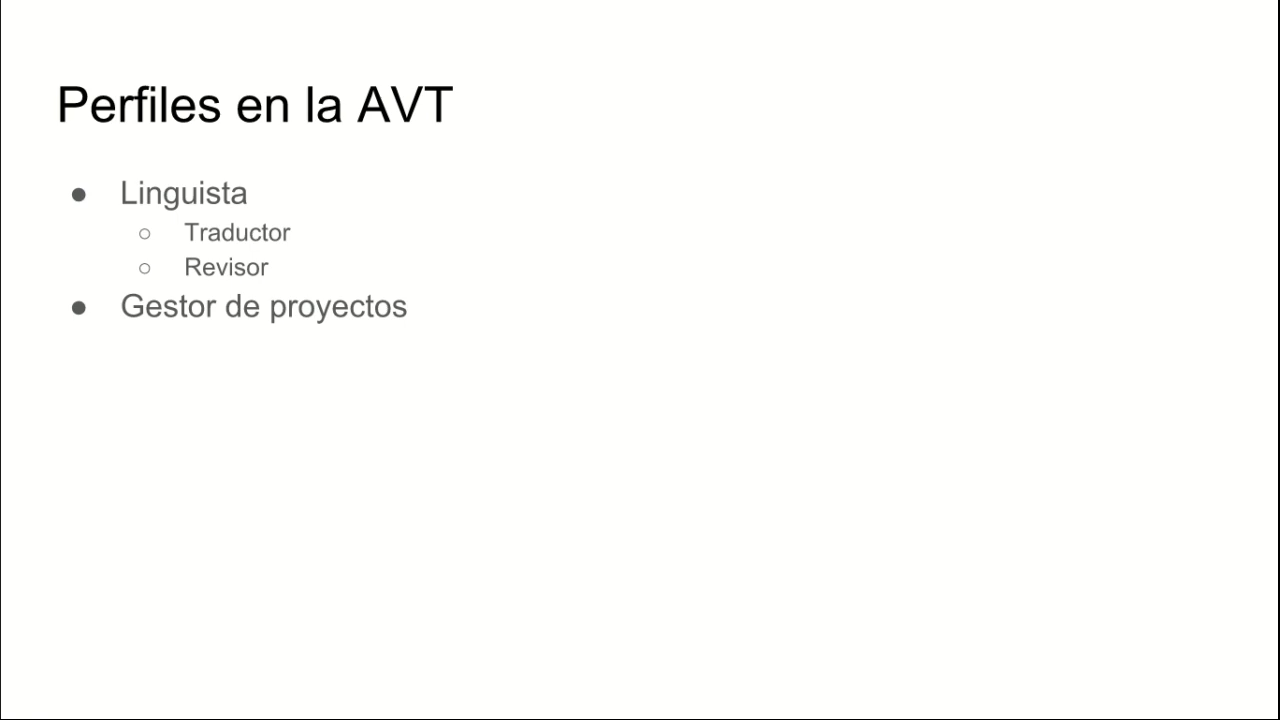 Perfiles en la AVT
● Linguista
○ Traductor
○ Revisor
● Gestor de proyectos